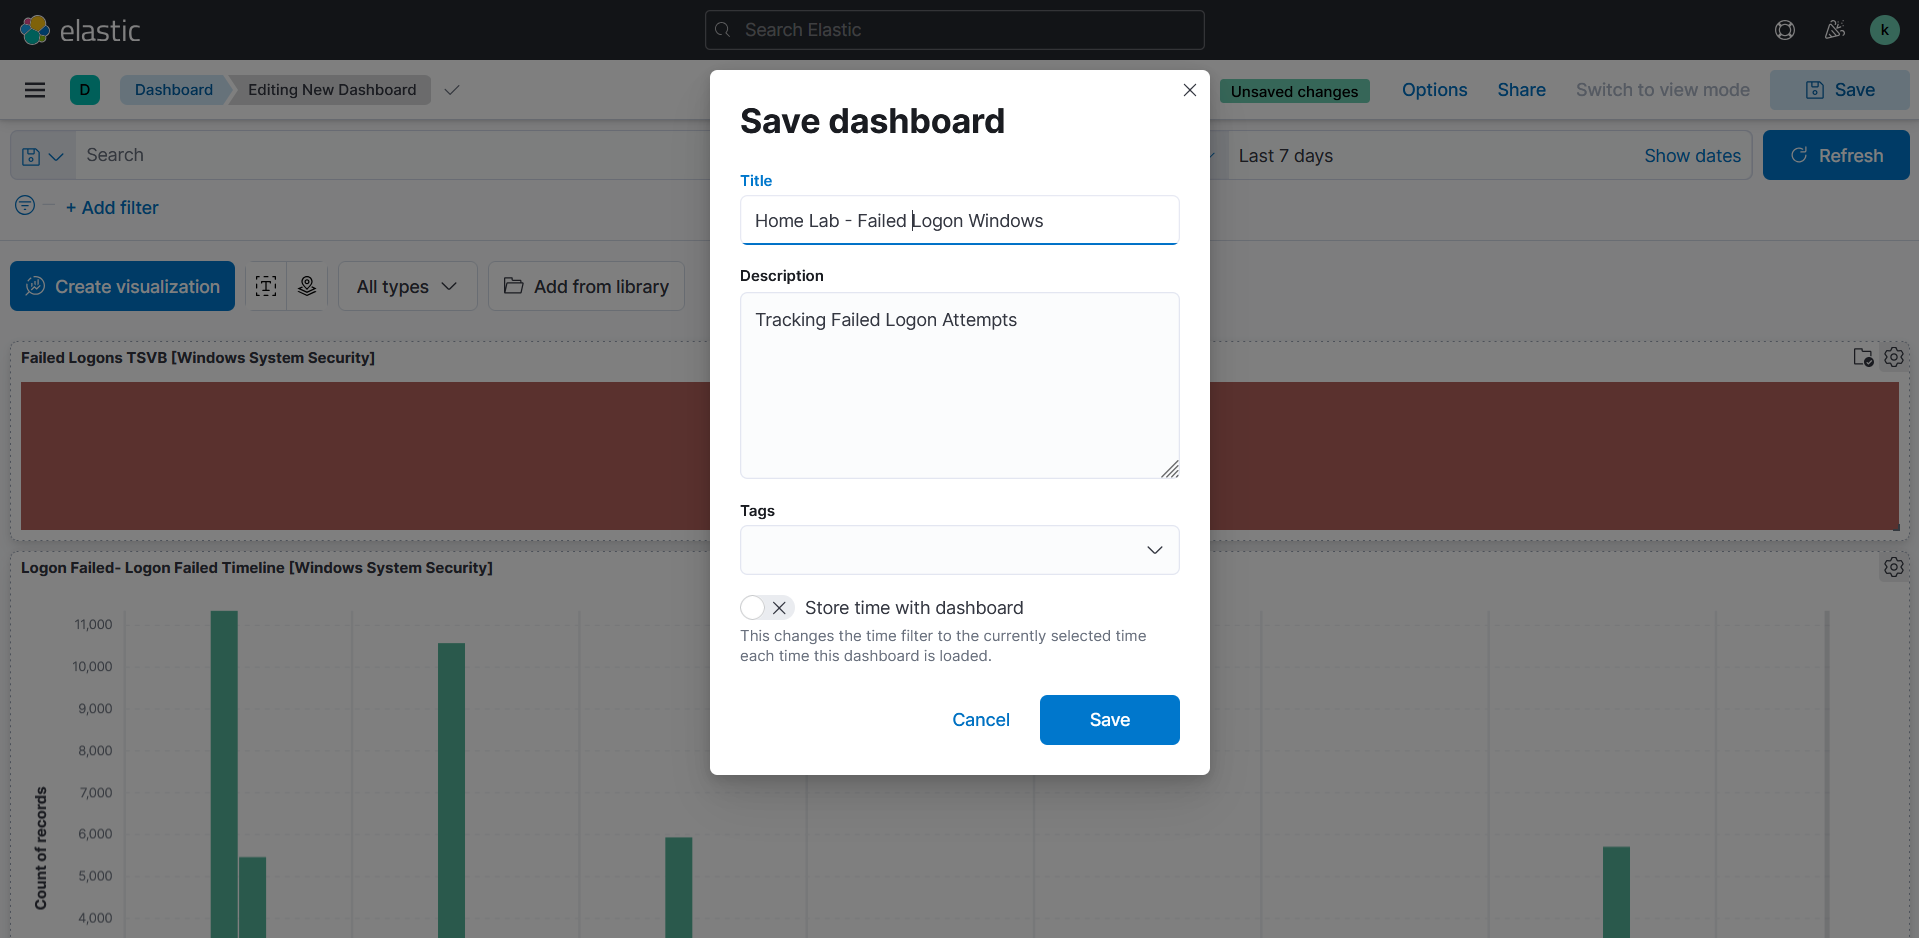 elastic
Search Elastic
k
D
Dashboard
Editing New Dashboard
Unsaved changes
Options
Share
Switch to view mode
Save
Search
Last 7 days
Show dates
Refresh
+ Add filter
Create visualization
All types
Add from library
Save dashboard
Title
Home Lab - Failed Logon Windows
Description
Tracking Failed Logon Attempts
Tags
Store time with dashboard
This changes the time filter to the currently selected time
each time this dashboard is loaded.
Cancel
Save
Failed Logons TSVB [Windows System Security]
Logon Failed- Logon Failed Timeline [Windows System Security]
11,000
10,000
9,000
8,000
7,000
6,000
5,000
4,000
Count of records